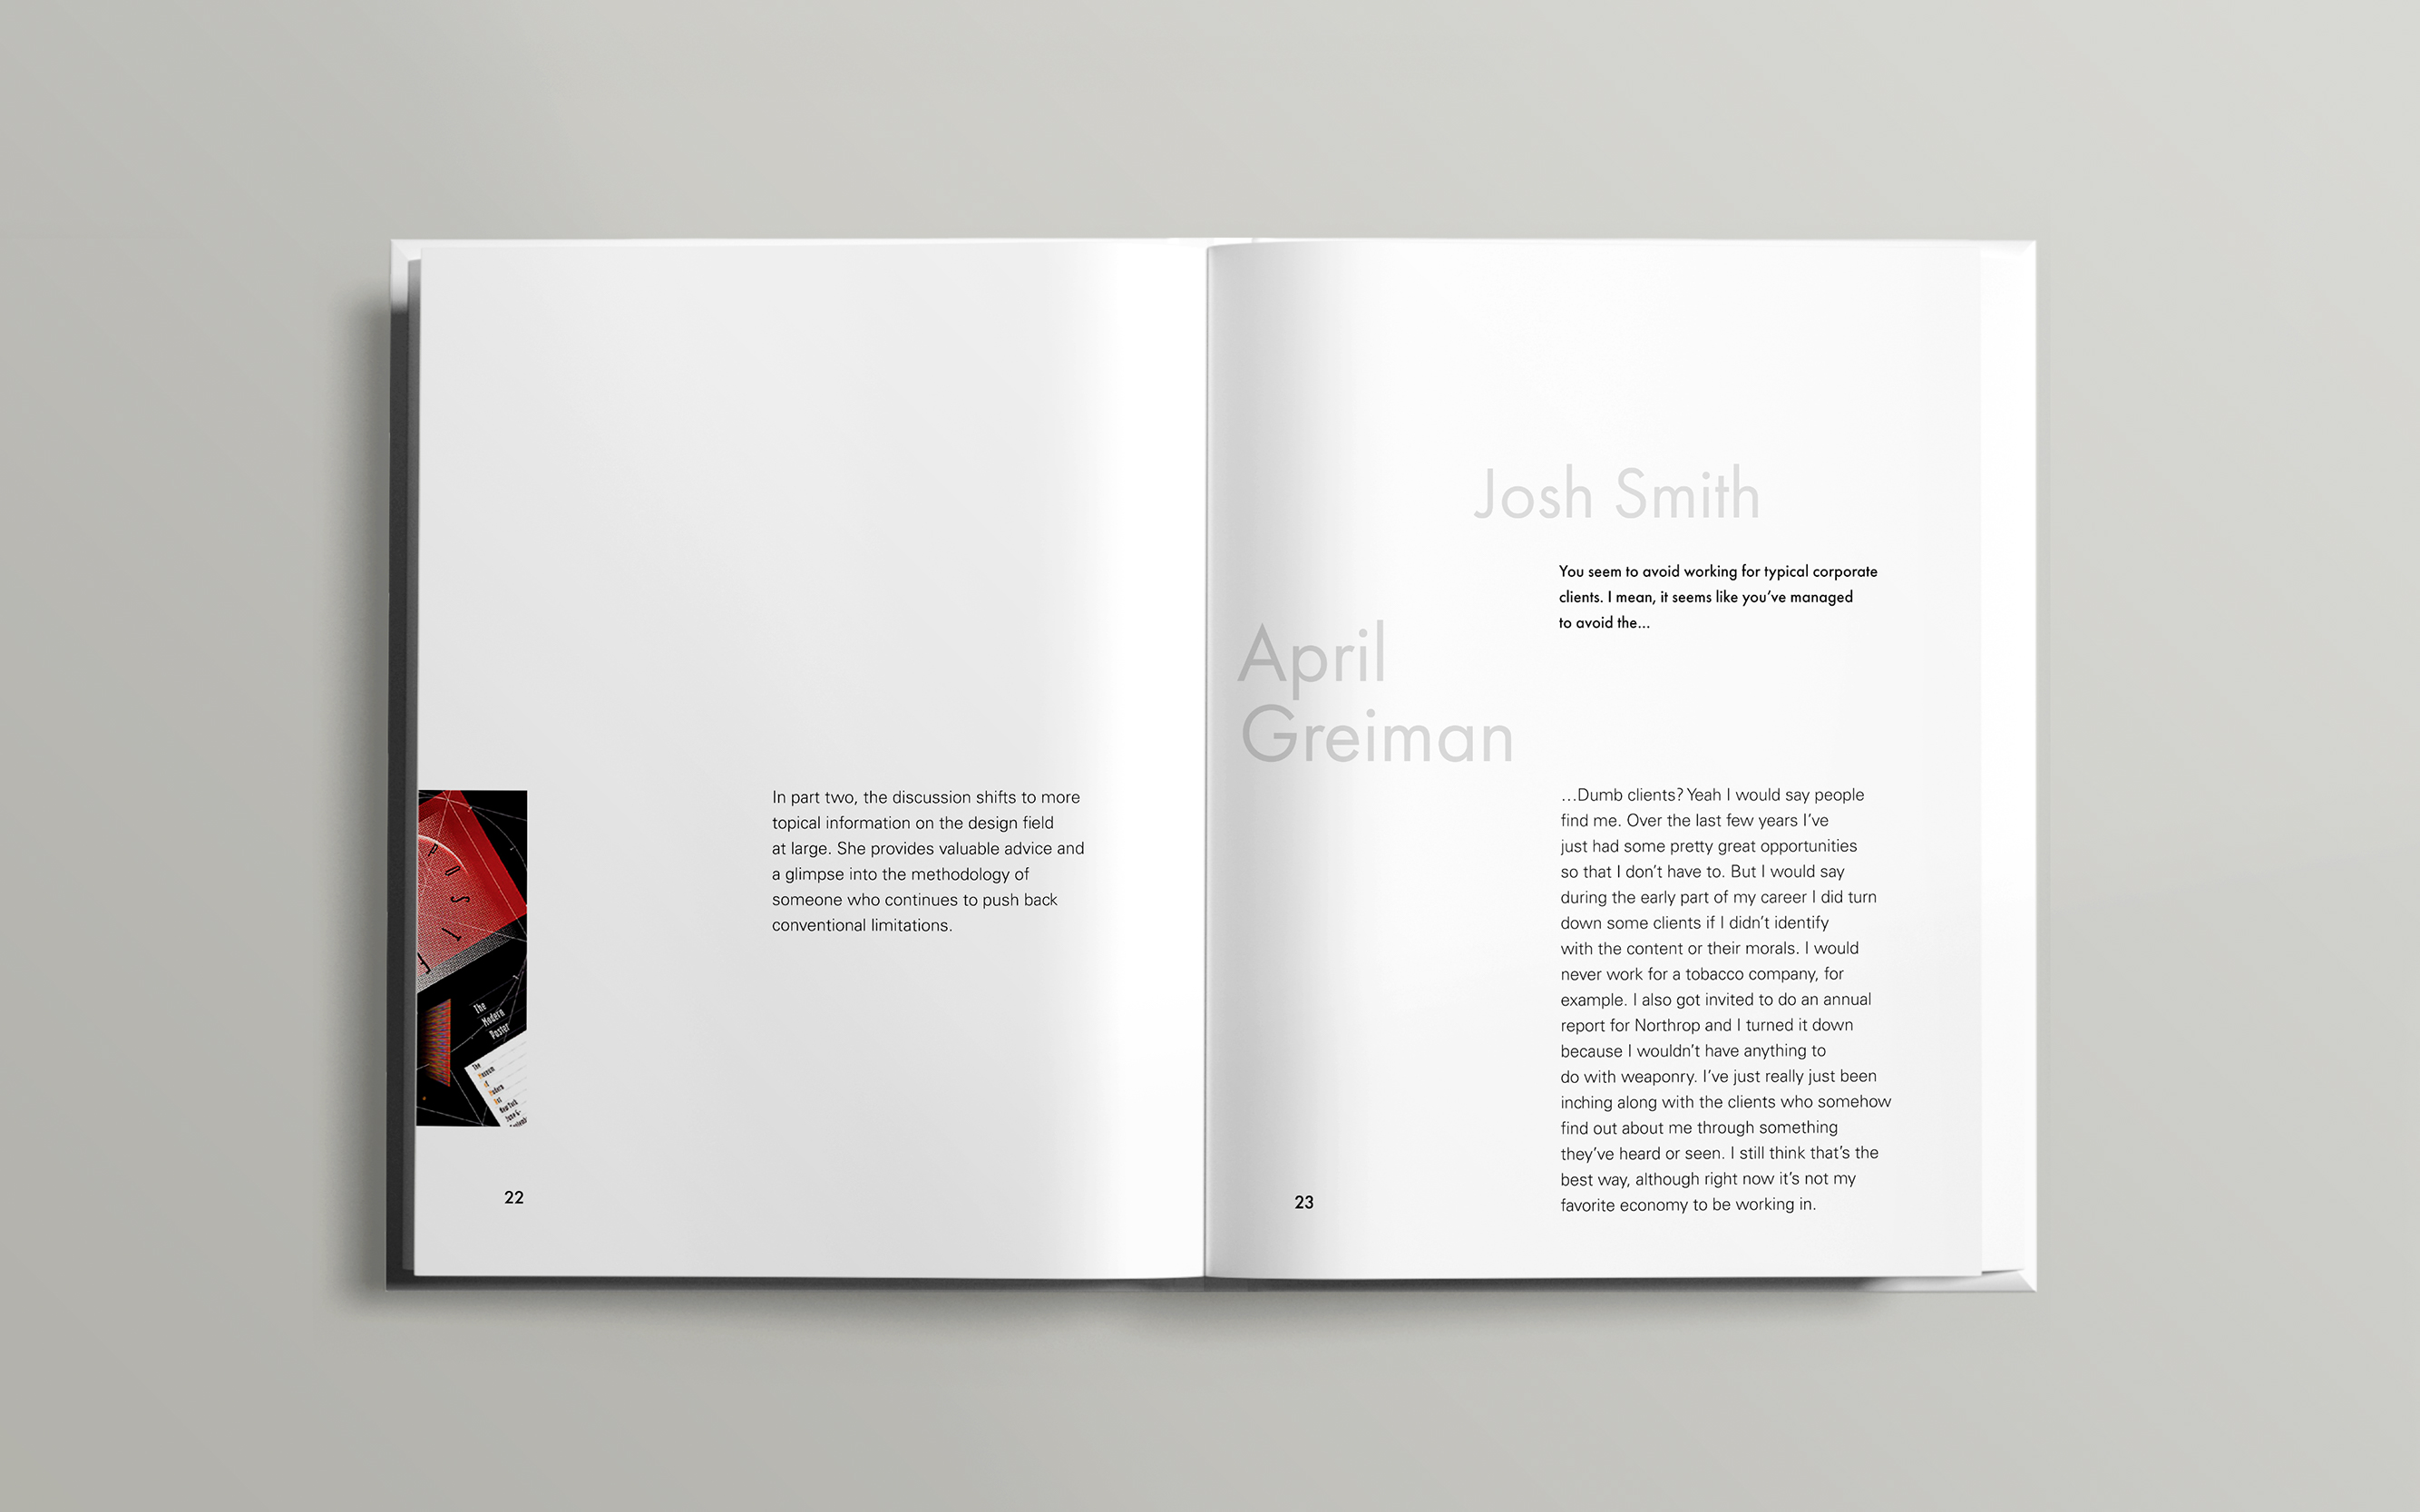 P
O
S
T
The
Modern
Poster
The
Museum
of
Modern
Art
New York
June 6-
In part two, the discussion shifts to more
topical information on the design field
at large. She provides valuable advice and
a glimpse into the methodology of
someone who continues to push back
conventional limitations.
22
Josh Smith
You seem to avoid working for typical corporate
clients. I mean, it seems like you’ve managed
to avoid the...
April
Greiman
...Dumb clients? Yeah I would say people
find me. Over the last few years I’ve
just had some pretty great opportunities
so that I don’t have to. But I would say
during the early part of my career I did turn
down some clients if I didn’t identify
with the content or their morals. I would
never work for a tobacco company, for
example. I also got invited to do an annual
report for Northrop and I turned it down
because I wouldn’t have anything to
do with weaponry. I’ve just really just been
inching along with the clients who somehow
find out about me through something
they’ve heard or seen. I still think that’s the
best way, although right now it’s not my
favorite economy to be working in.
23